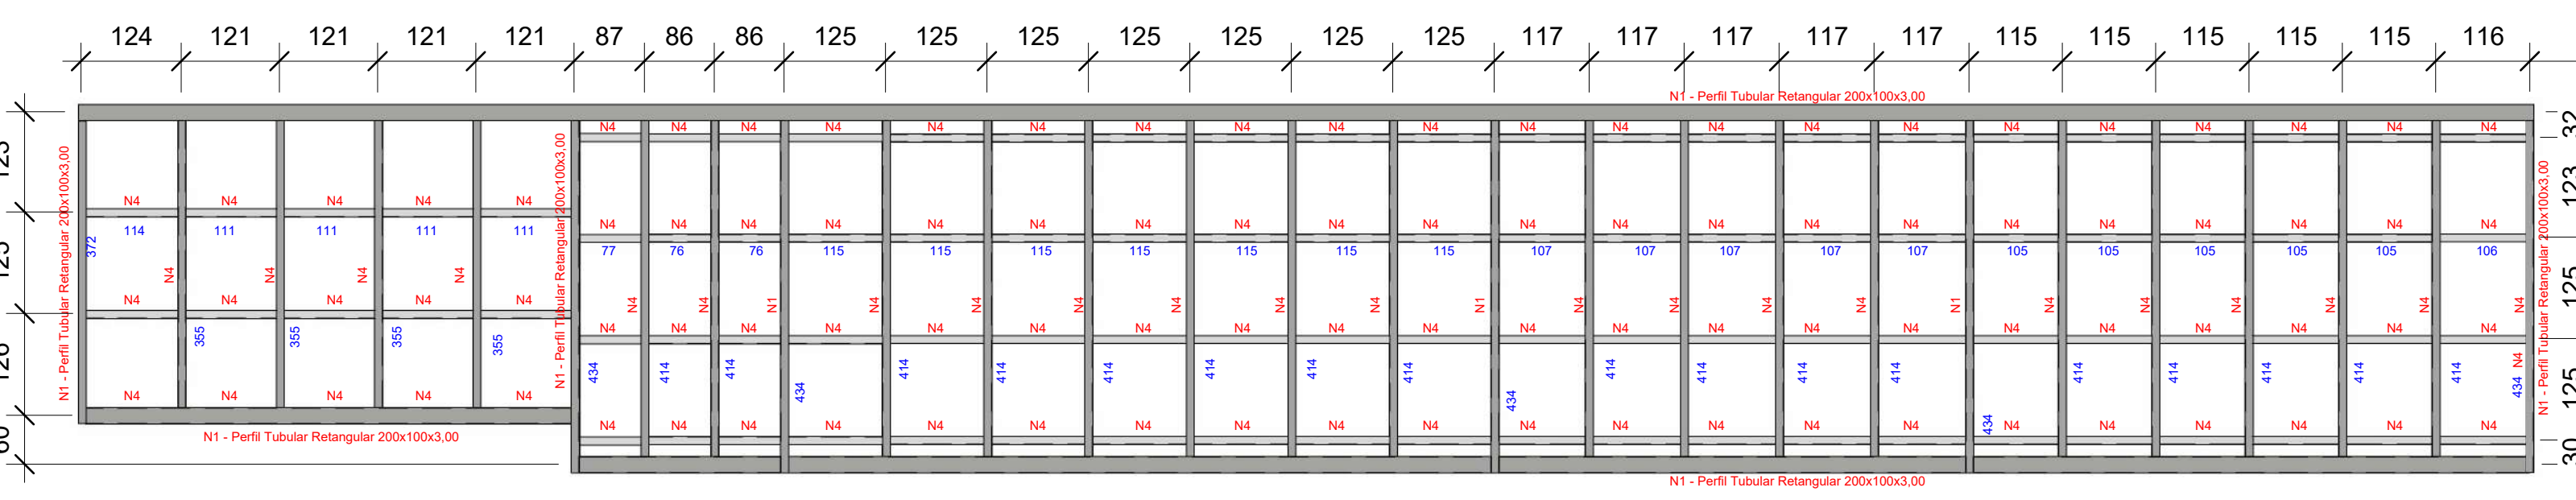 124 121 121 121 121 87 86 86 125 125 125 125 125 125 125 117 117 117 117 117 115 115 115 115 115 116
N1 - Perfil Tubular Retangular 200x100x3,00
N4 N4 N4 N4 N4 N4 N4 N4 N4 N4 N4 N4 N4 N4 N4 N4 N4 N4 N4 N4 N4
32
123
N1 - Perfil Tubular Retangular 200x100x3,00
N1 - Perfil Tubular Retangular 200x100x3,00
N1 - Perfil Tubular Retangular 200x100x3,00
123
N4 N4 N4 N4 N4
N4 N4 N4 N4 N4 N4 N4 N4 N4 N4 N4 N4 N4 N4 N4 N4 N4 N4 N4 N4 N4
372
114 111 111 111 111
77 76 76 115 115 115 115 115 115 115 107 107 107 107 107 105 105 105 105 105 106
N4 N4 N4 N4
N4 N4 N1 N4 N4 N4 N4 N4 N4 N1 N4 N4 N4 N4 N1 N4 N4 N4 N4 N4 N4
125
N4 N4 N4 N4 N4
N4 N4 N4 N4 N4 N4 N4 N4 N4 N4 N4 N4 N4 N4 N4 N4 N4 N4 N4 N4 N4
355 355 355 355
N4
434 414 414 434 414 414 414 414 414 414 434 414 414 414 414 434 414 414 414 414 414 434
125
N4 N4 N4 N4 N4
N4 N4 N4 N4 N4 N4 N4 N4 N4 N4 N4 N4 N4 N4 N4 N4 N4 N4 N4 N4 N4
N1 - Perfil Tubular Retangular 200x100x3,00
30
N1 - Perfil Tubular Retangular 200x100x3,00